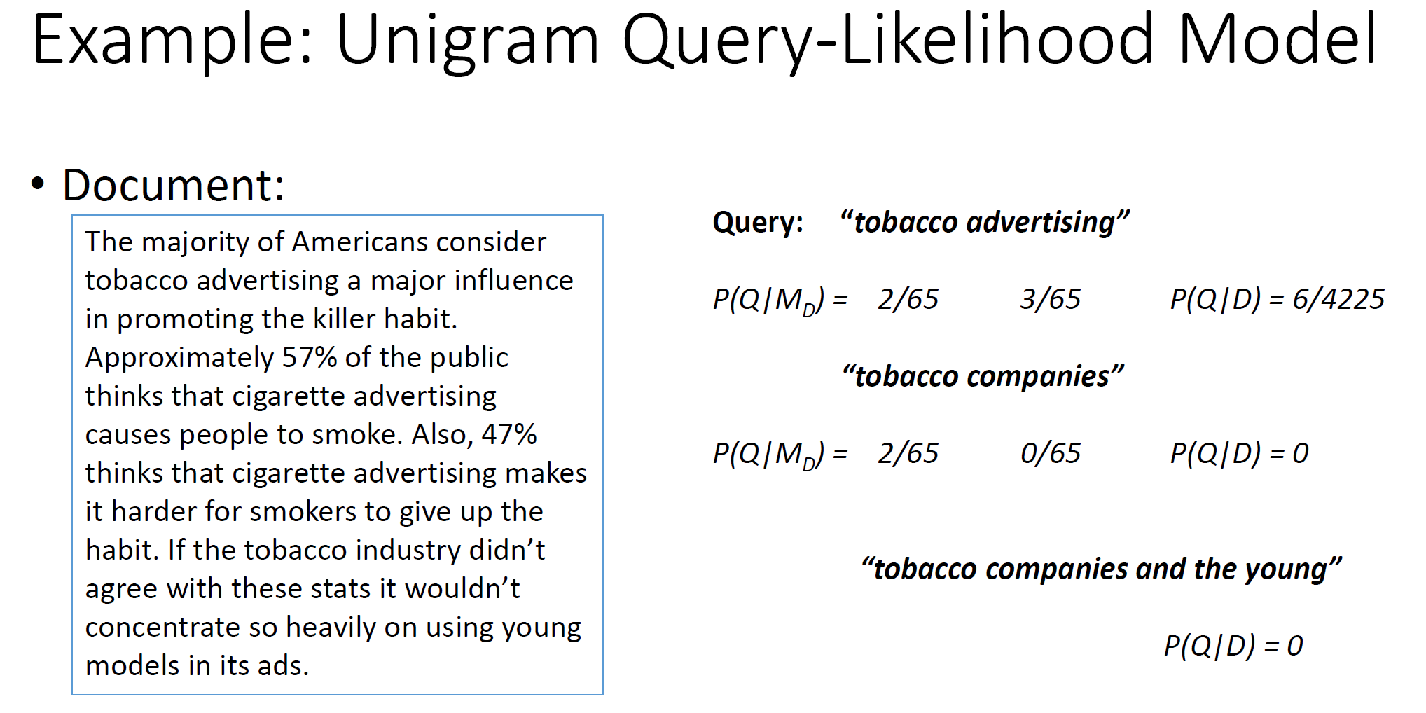 Example: Unigram Query-Likelihood Model
• Document:
The majority of Americans consider
tobacco advertising a major influence
in promoting the killer habit.
Approximately 57% of the public
thinks that cigarette advertising
causes people to smoke. Also, 47%
thinks that cigarette advertising makes
it harder for smokers to give up the
habit. If the tobacco industry didn’t
agree with these stats it wouldn’t
concentrate so heavily on using young
models in its ads.
Query: “tobacco advertising”
P(Q|M_D) = 2/65 3/65 P(Q|D) = 6/4225
“tobacco companies”
P(Q|M_D) = 2/65 0/65 P(Q|D) = 0
“tobacco companies and the young”
P(Q|D) = 0